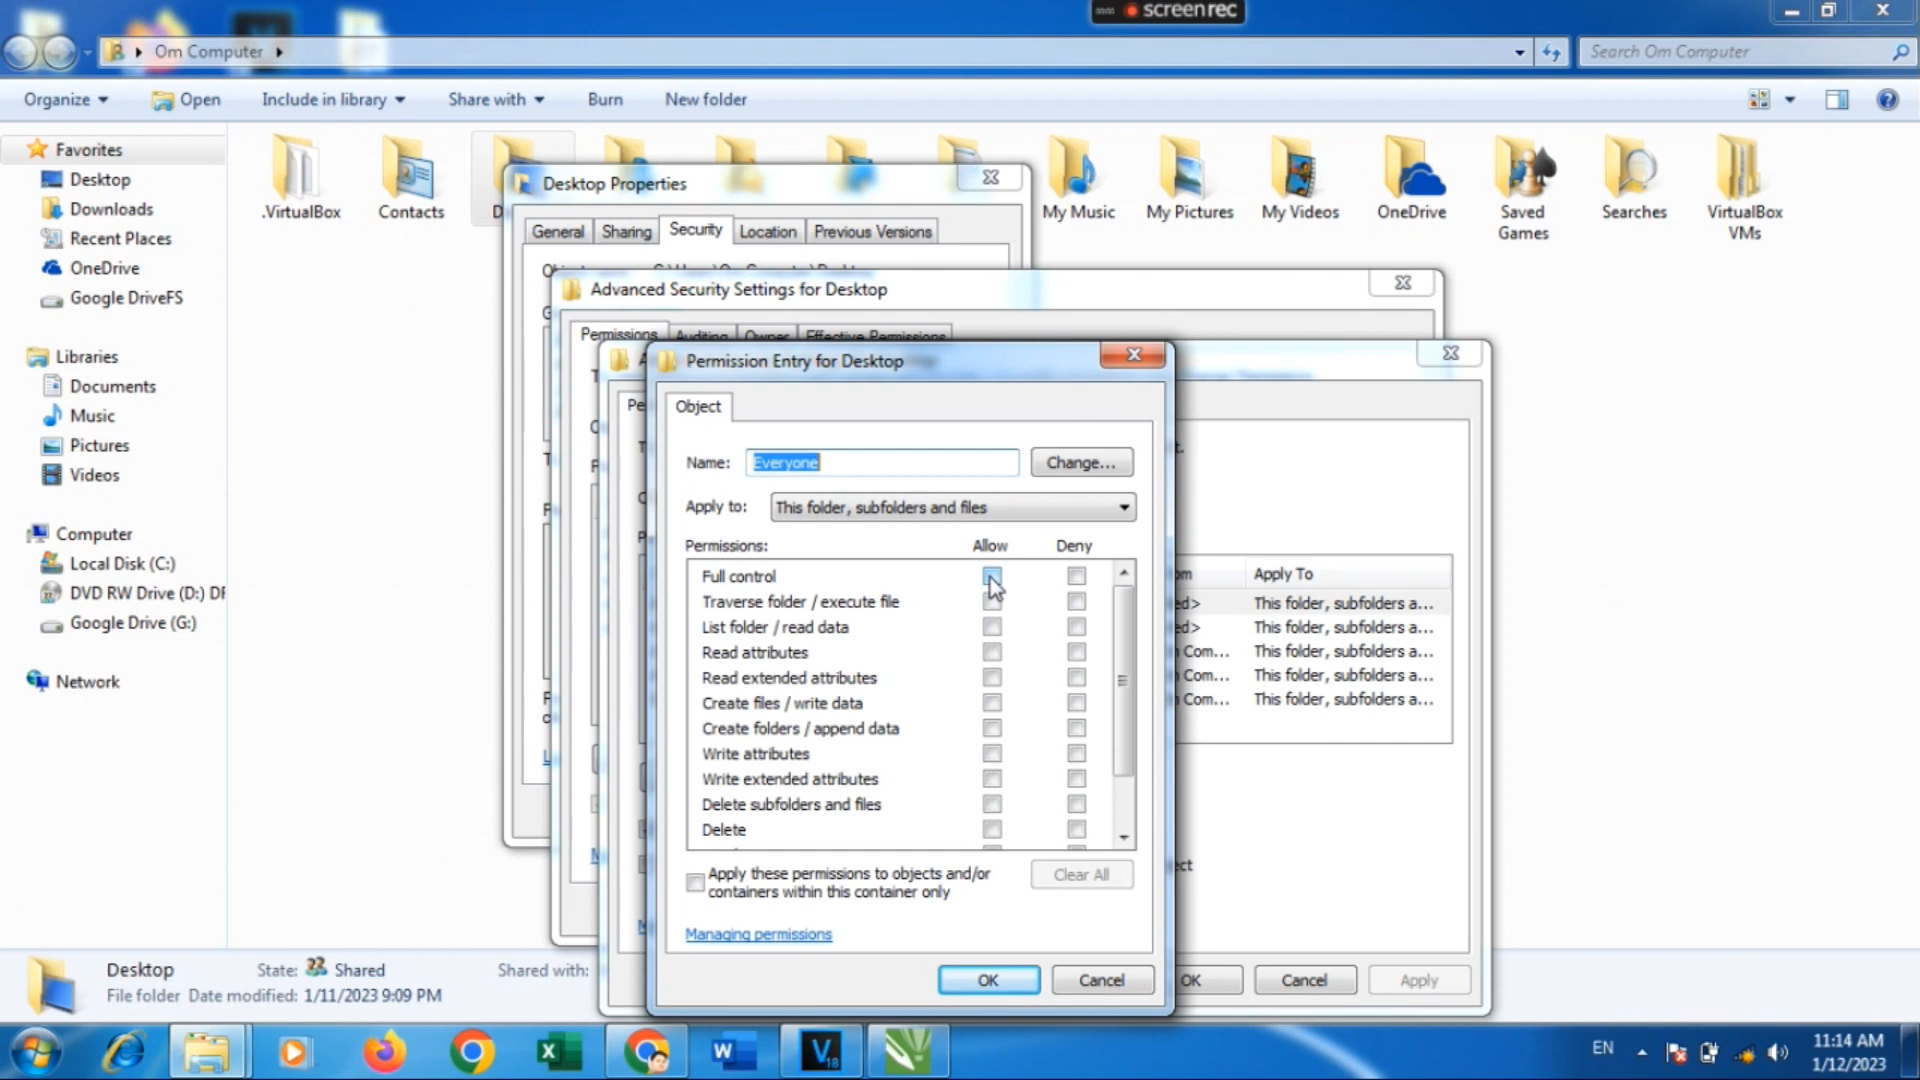 screenrec
Om Computer
Search Om Computer
Organize
Open
Include in library
Share with
Burn
New folder
Favorites
Desktop
Downloads
Recent Places
OneDrive
Google DriveFS
Libraries
Documents
Music
Pictures
Videos
Computer
Local Disk (C:)
DVD RW Drive (D:) DF
Google Drive (G:)
Network
.VirtualBox
Contacts
My Music
My Pictures
My Videos
OneDrive
Saved
Games
Searches
VirtualBox
VMs
Desktop Properties
General
Sharing
Security
Location
Previous Versions
Advanced Security Settings for Desktop
Permissions
Auditing
Owner
Effective Permissions
Permission Entry for Desktop
Object
Name:
Everyone
Change...
Apply to:
This folder, subfolders and files
Permissions:
Allow
Deny
Full control
Traverse folder / execute file
List folder / read data
Read attributes
Read extended attributes
Create files / write data
Create folders / append data
Write attributes
Write extended attributes
Delete subfolders and files
Delete
Apply these permissions to objects and/or
containers within this container only
Clear All
Managing permissions
OK
Cancel
om
Apply To
ed>
This folder, subfolders a...
ed>
This folder, subfolders a...
Com...
This folder, subfolders a...
Com...
This folder, subfolders a...
Com...
This folder, subfolders a...
ect
OK
Cancel
Apply
Desktop
State:
Shared
Shared with:
File folder
Date modified: 1/11/2023 9:09 PM
EN
11:14 AM
1/12/2023